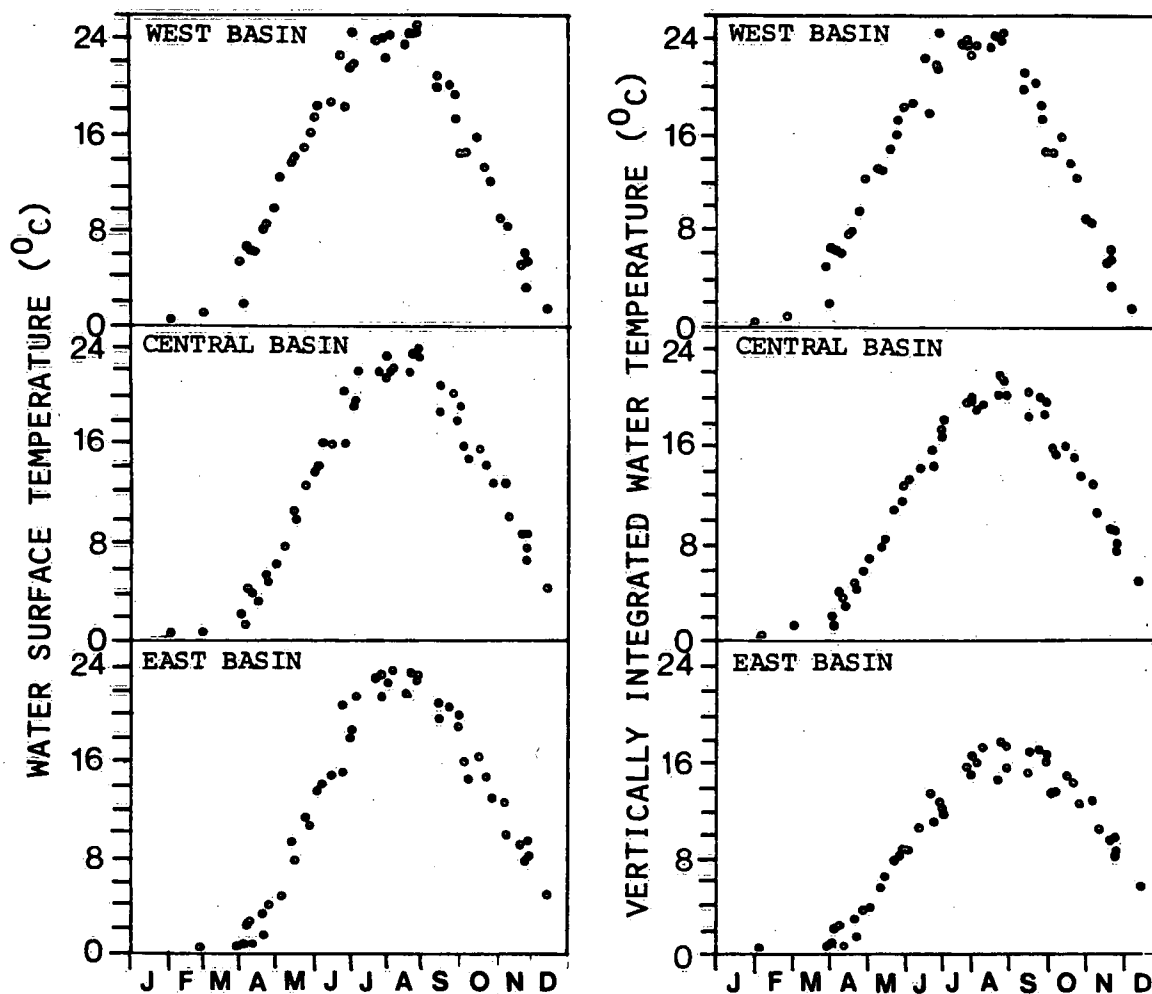 WATER SURFACE TEMPERATURE (°C)
WEST BASIN
24
16
8
0
CENTRAL BASIN
24
16
8
0
EAST BASIN
24
16
8
0
J F M A M J J A S O N D
VERTICALLY INTEGRATED WATER TEMPERATURE (°C)
WEST BASIN
24
16
8
0
CENTRAL BASIN
24
16
8
0
EAST BASIN
24
16
8
0
J F M A M J J A S O N D